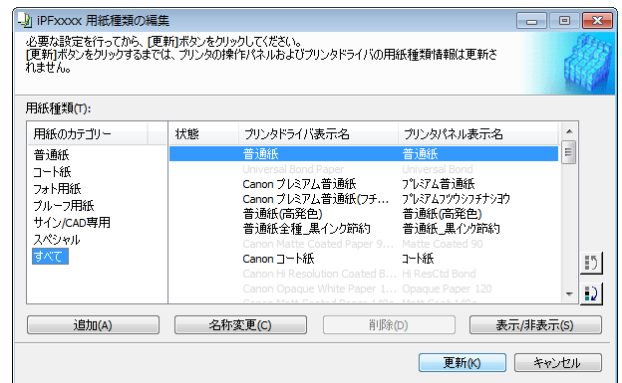 iPFxxxx 用紙種類の編集
必要な設定を行ってから、[更新]ボタンをクリックしてください。
[更新]ボタンをクリックするまでは、プリンタの操作パネルおよびプリンタドライバの用紙種類情報は更新さ
れません。
用紙種類(T):
用紙のカテゴリー 状態 プリンタドライバ表示名 プリンタパネル表示名
普通紙
コート紙
フォト用紙
プルーフ用紙
サイン/CAD専用
スペシャル
すべて
普通紙 普通紙
Universal Bond Paper Universal Bond
Canon プレミアム普通紙 プレミアム普通紙
Canon プレミアム普通紙(フチ... プレミアムフツウシフチナシヨウ
普通紙(高発色) 普通紙(高発色)
普通紙全種_黒インク節約 普通紙_黒インク節約
Canon Matte Coated Paper 9... Matte Coated 90
Canon コート紙 コート紙
Canon Hi Resolution Coated B... Hi ResCtd Bond
Canon Opaque White Paper 1... Opaque Paper 120
追加(A) 名称変更(C) 削除(D) 表示/非表示(S)
更新(K) キャンセル